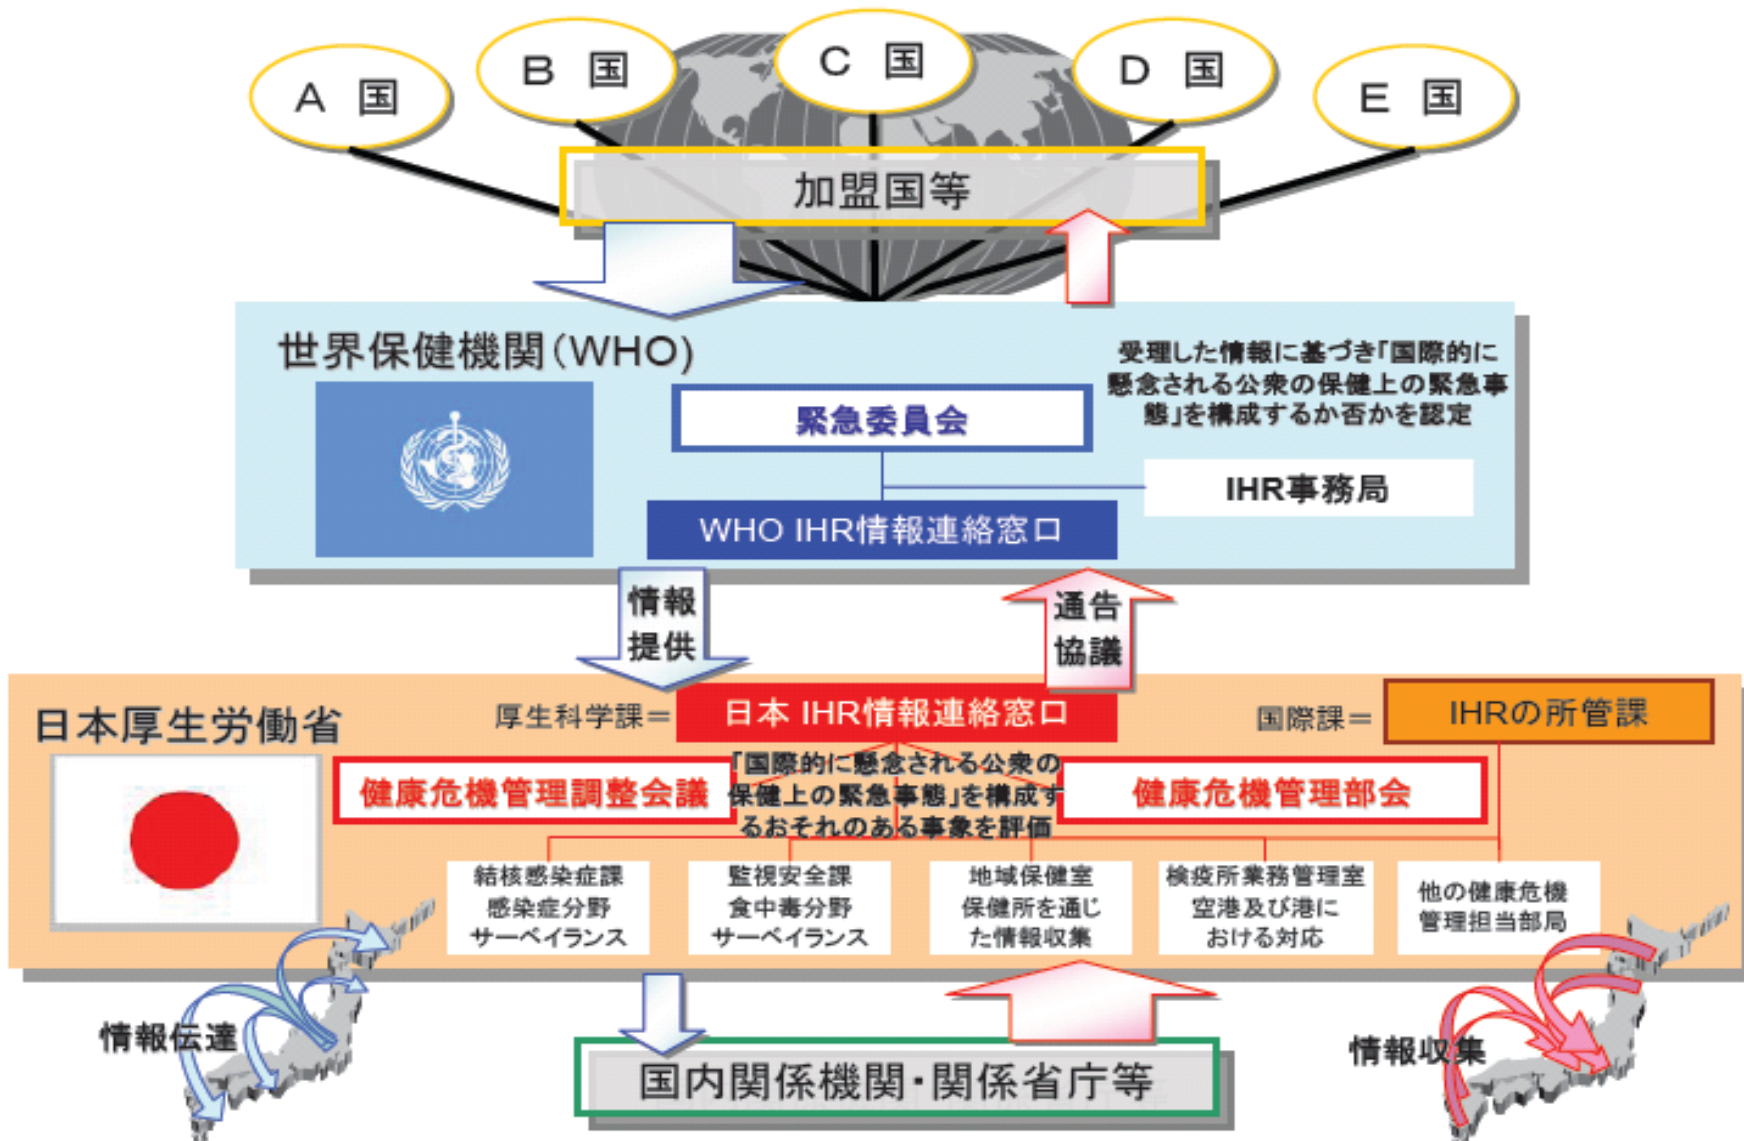 A 国
B 国
C 国
D 国
E 国
加盟国等
世界保健機関(WHO)
受理した情報に基づき「国際的に
懸念される公衆の保健上の緊急事
態」を構成するか否かを認定
緊急委員会
IHR事務局
WHO IHR情報連絡窓口
情報
提供
通告
協議
日本厚生労働省
厚生科学課=
日本 IHR情報連絡窓口
国際課=
IHRの所管課
健康危機管理調整会議
「国際的に懸念される公衆の
保健上の緊急事態」を構成す
るおそれのある事象を評価
健康危機管理部会
結核感染症課
感染症分野
サーベイランス
監視安全課
食中毒分野
サーベイランス
地域保健室
保健所を通じ
た情報収集
検疫所業務管理室
空港及び港に
おける対応
他の健康危機
管理担当部局
情報伝達
情報収集
国内関係機関・関係省庁等